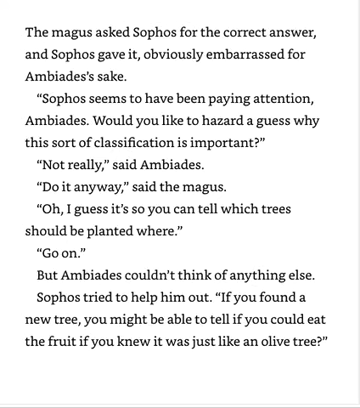 The magus asked Sophos for the correct answer,
and Sophos gave it, obviously embarrassed for
Ambiades’s sake.
“Sophos seems to have been paying attention,
Ambiades. Would you like to hazard a guess why
this sort of classification is important?”
“Not really,” said Ambiades.
“Do it anyway,” said the magus.
“Oh, I guess it’s so you can tell which trees
should be planted where.”
“Go on.”
But Ambiades couldn’t think of anything else.
Sophos tried to help him out. “If you found a
new tree, you might be able to tell if you could eat
the fruit if you knew it was just like an olive tree?”